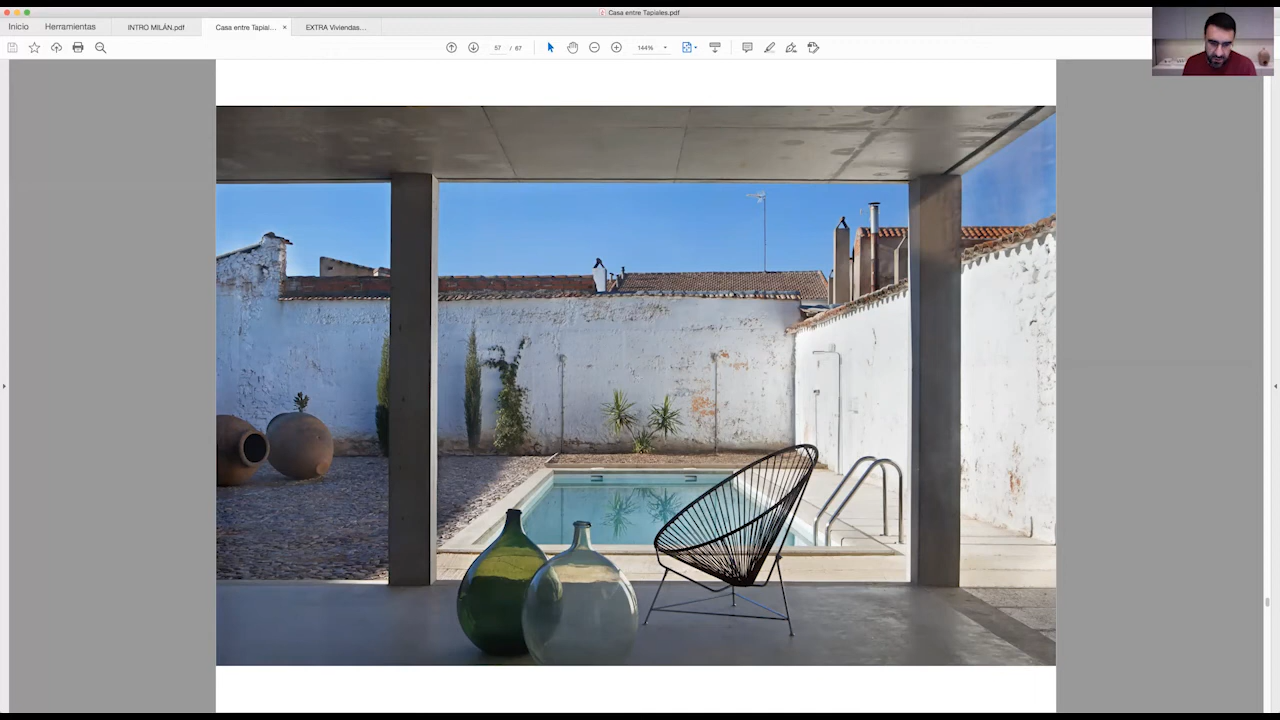 Casa entre Tapiales.pdf
Inicio Herramientas INTRO MILÁN.pdf Casa entre Tapial... × EXTRA Viviendas...
57 / 67 144%